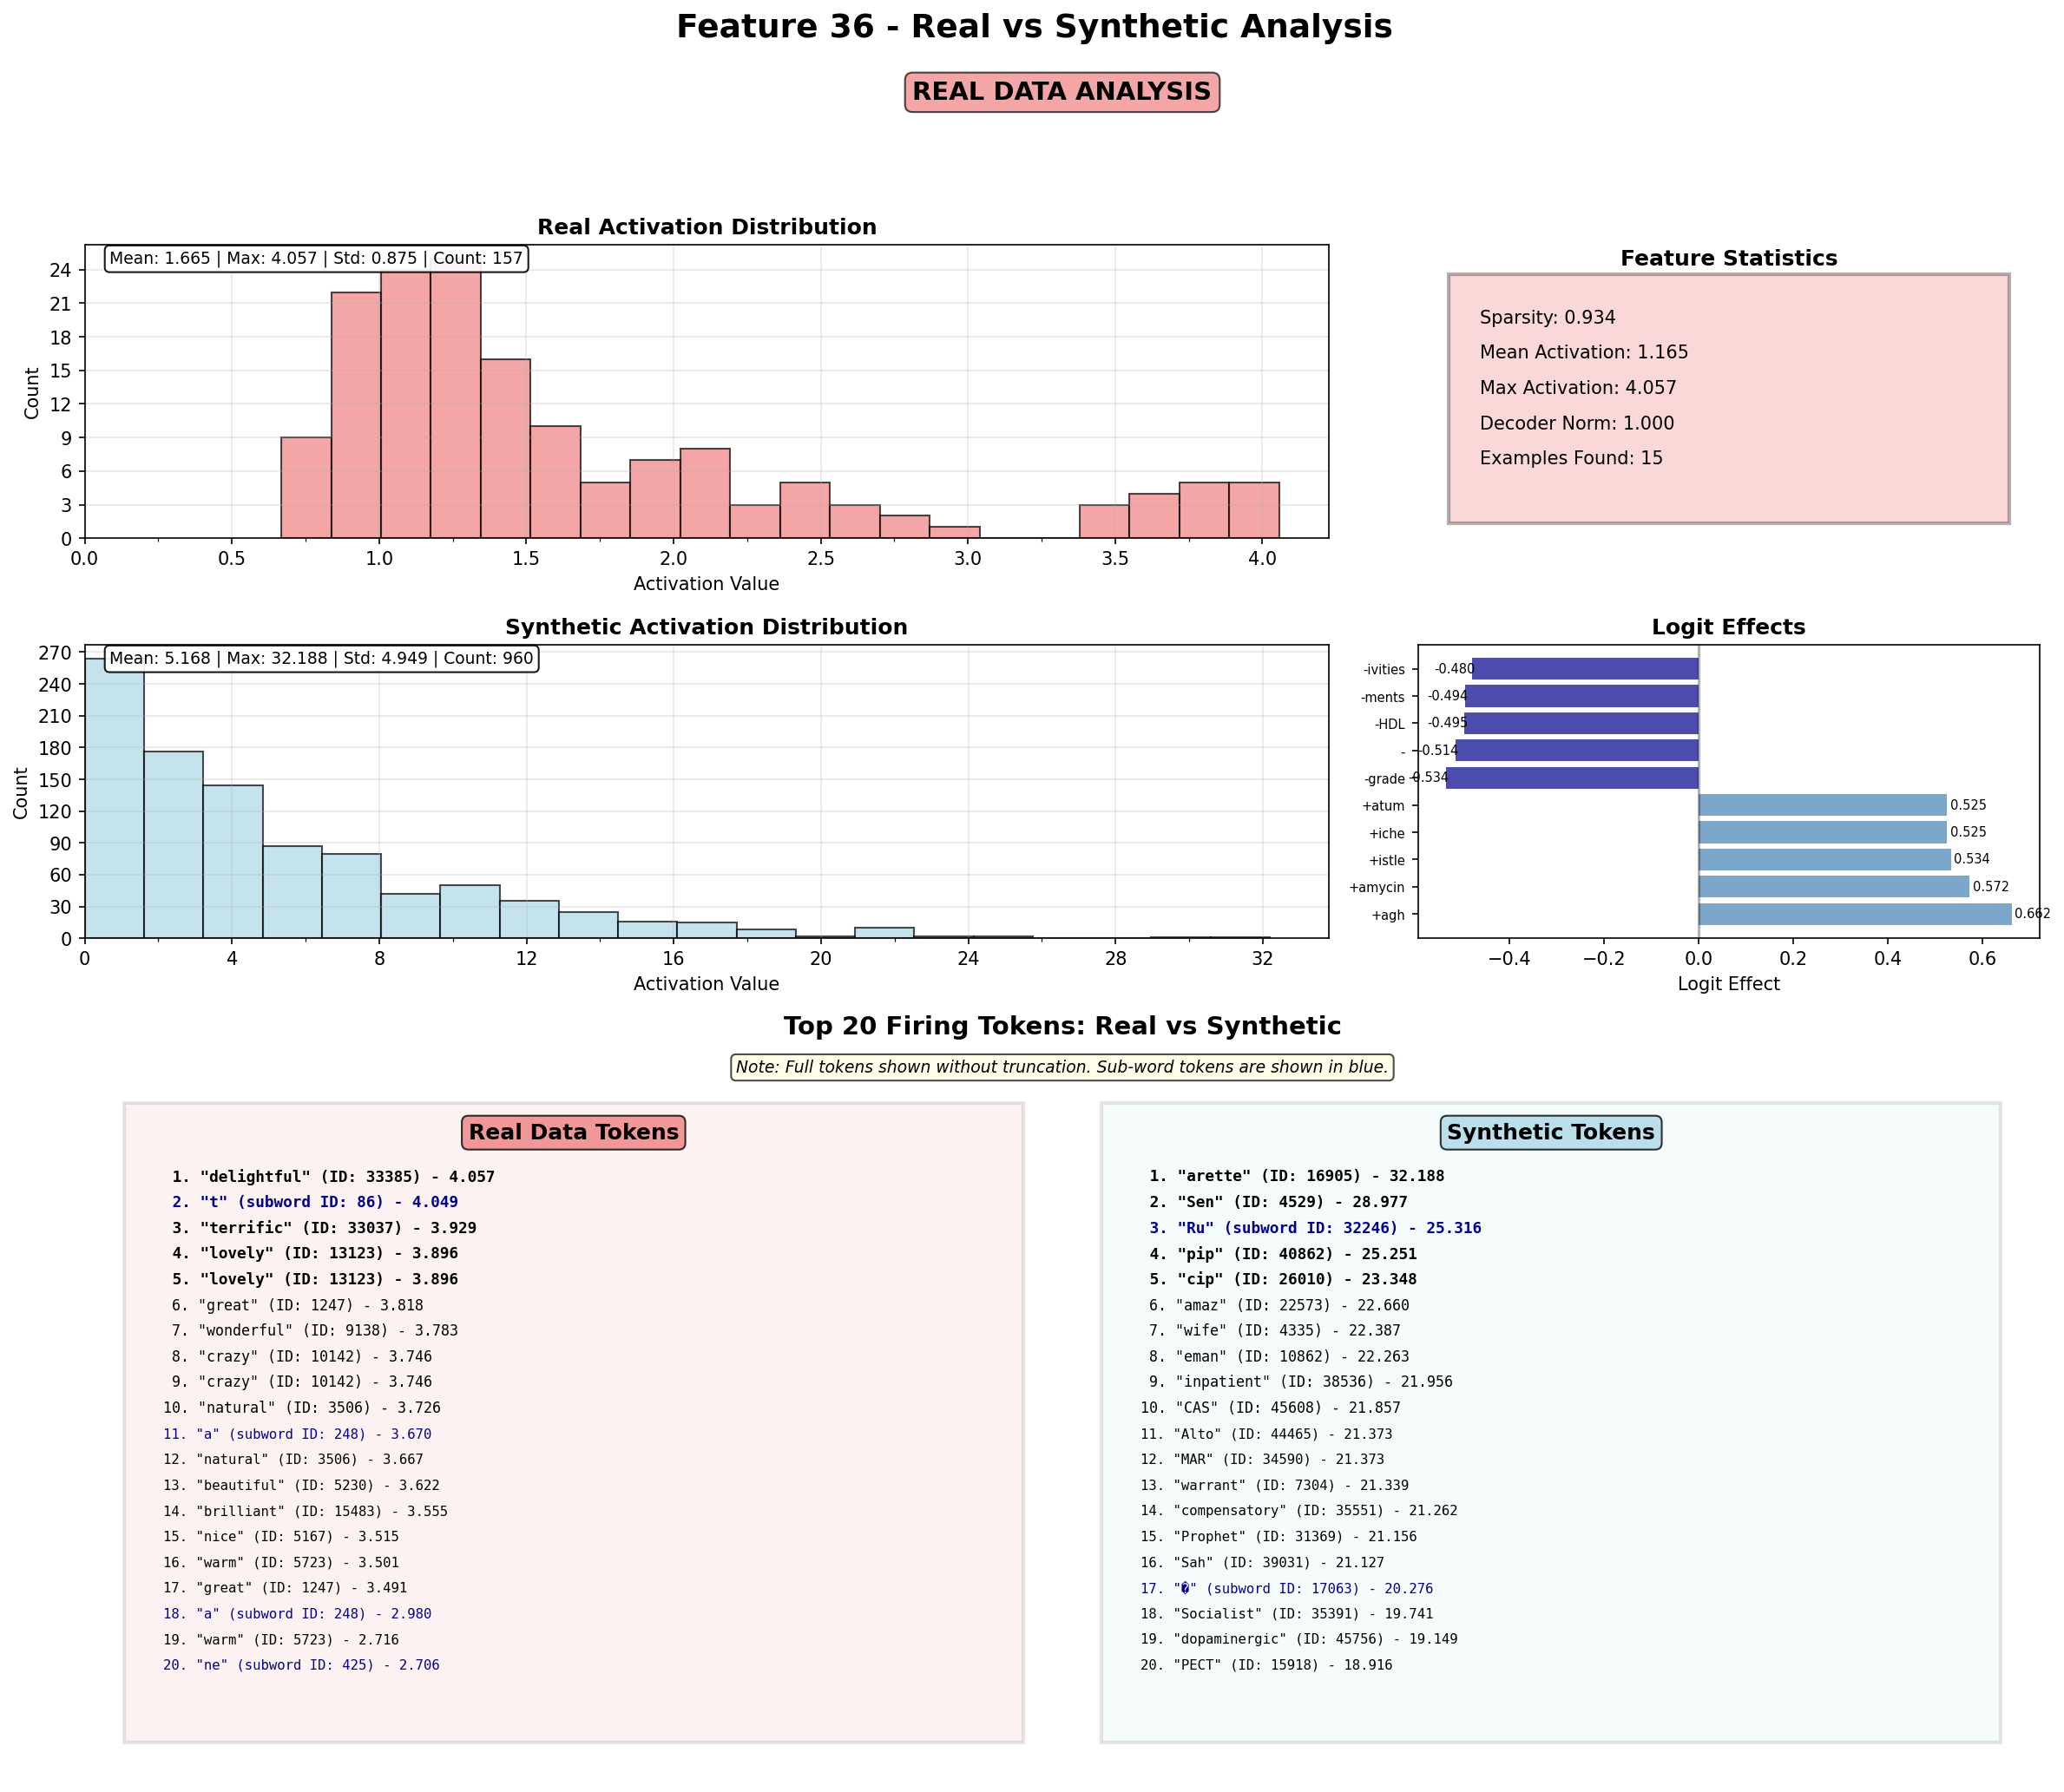 Feature 36 - Real vs Synthetic Analysis
REAL DATA ANALYSIS
Real Activation Distribution
Mean: 1.665 | Max: 4.057 | Std: 0.875 | Count: 157
24
21
18
15
12
9
6
3
0
Count
0.0 0.5 1.0 1.5 2.0 2.5 3.0 3.5 4.0
Activation Value
Feature Statistics
Sparsity: 0.934
Mean Activation: 1.165
Max Activation: 4.057
Decoder Norm: 1.000
Examples Found: 15
Synthetic Activation Distribution
Mean: 5.168 | Max: 32.188 | Std: 4.949 | Count: 960
270
240
210
180
150
120
90
60
30
0
Count
0 4 8 12 16 20 24 28 32
Activation Value
Logit Effects
-ivities -0.480
-ments -0.494
-HDL -0.495
- -0.514
-grade -0.534
+atum 0.525
+iche 0.525
+istle 0.534
+amycin 0.572
+agh 0.662
−0.4 −0.2 0.0 0.2 0.4 0.6
Logit Effect
Top 20 Firing Tokens: Real vs Synthetic
Note: Full tokens shown without truncation. Sub-word tokens are shown in blue.
Real Data Tokens
1. "delightful" (ID: 33385) - 4.057
2. "t" (subword ID: 86) - 4.049
3. "terrific" (ID: 33037) - 3.929
4. "lovely" (ID: 13123) - 3.896
5. "lovely" (ID: 13123) - 3.896
6. "great" (ID: 1247) - 3.818
7. "wonderful" (ID: 9138) - 3.783
8. "crazy" (ID: 10142) - 3.746
9. "crazy" (ID: 10142) - 3.746
10. "natural" (ID: 3506) - 3.726
11. "a" (subword ID: 248) - 3.670
12. "natural" (ID: 3506) - 3.667
13. "beautiful" (ID: 5230) - 3.622
14. "brilliant" (ID: 15483) - 3.555
15. "nice" (ID: 5167) - 3.515
16. "warm" (ID: 5723) - 3.501
17. "great" (ID: 1247) - 3.491
18. "a" (subword ID: 248) - 2.980
19. "warm" (ID: 5723) - 2.716
20. "ne" (subword ID: 425) - 2.706
Synthetic Tokens
1. "arette" (ID: 16905) - 32.188
2. "Sen" (ID: 4529) - 28.977
3. "Ru" (subword ID: 32246) - 25.316
4. "pip" (ID: 40862) - 25.251
5. "cip" (ID: 26010) - 23.348
6. "amaz" (ID: 22573) - 22.660
7. "wife" (ID: 4335) - 22.387
8. "eman" (ID: 10862) - 22.263
9. "inpatient" (ID: 38536) - 21.956
10. "CAS" (ID: 45608) - 21.857
11. "Alto" (ID: 44465) - 21.373
12. "MAR" (ID: 34590) - 21.373
13. "warrant" (ID: 7304) - 21.339
14. "compensatory" (ID: 35551) - 21.262
15. "Prophet" (ID: 31369) - 21.156
16. "Sah" (ID: 39031) - 21.127
17. "�" (subword ID: 17063) - 20.276
18. "Socialist" (ID: 35391) - 19.741
19. "dopaminergic" (ID: 45756) - 19.149
20. "PECT" (ID: 15918) - 18.916